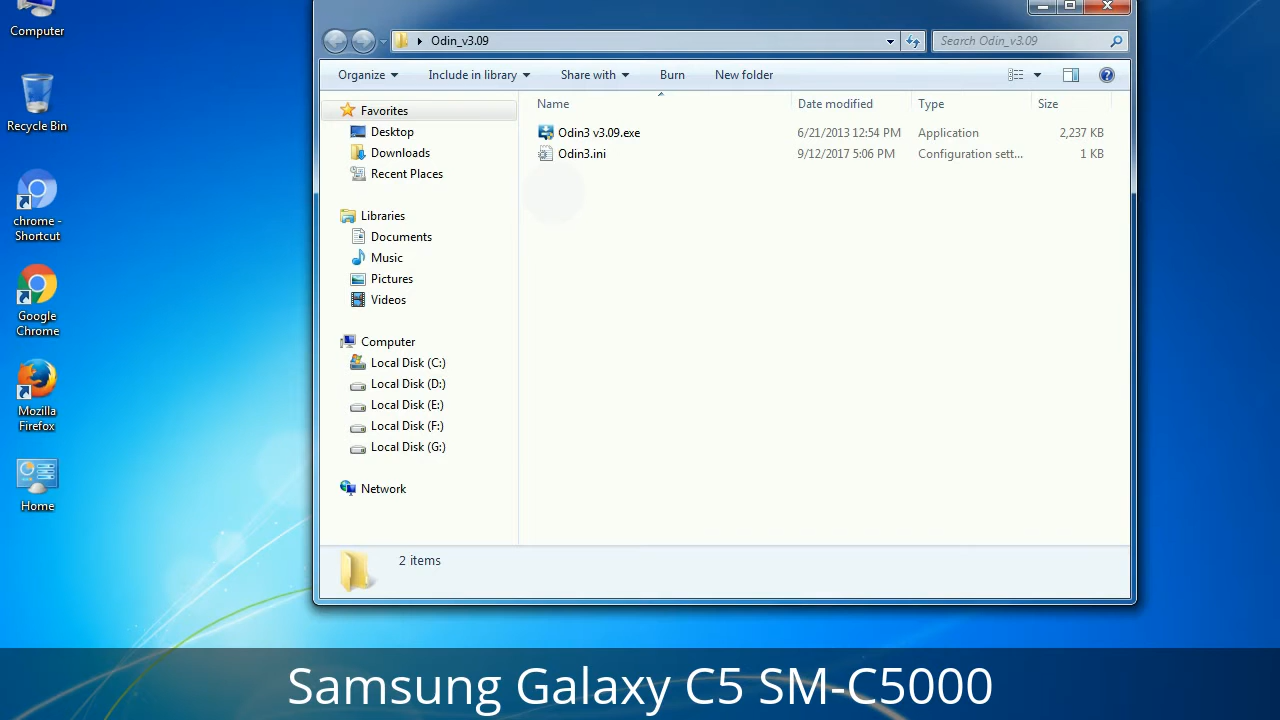 Computer
Recycle Bin
chrome -
Shortcut
Google
Chrome
Mozilla
Firefox
Home
Odin_v3.09
Search Odin_v3.09
Organize
Include in library
Share with
Burn
New folder
Favorites
Desktop
Downloads
Recent Places
Libraries
Documents
Music
Pictures
Videos
Computer
Local Disk (C:)
Local Disk (D:)
Local Disk (E:)
Local Disk (F:)
Local Disk (G:)
Network
Name Date modified Type Size
Odin3 v3.09.exe 6/21/2013 12:54 PM Application 2,237 KB
Odin3.ini 9/12/2017 5:06 PM Configuration sett... 1 KB
2 items
Samsung Galaxy C5 SM-C5000